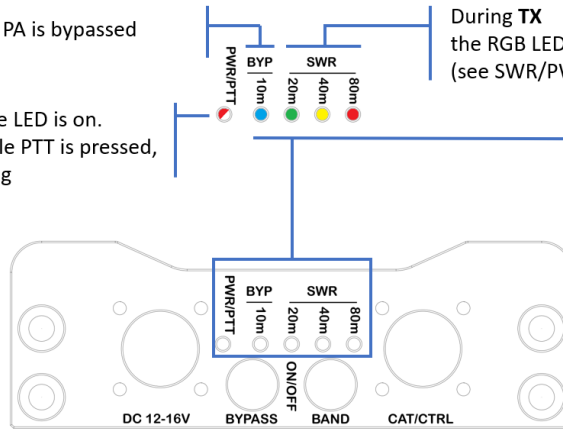 PA is bypassed
During TX
the RGB LED
(see SWR/PW
PWR/PTT
BYP
SWR
10m
20m
40m
80m
e LED is on.
le PTT is pressed,
g
PWR/PTT
BYP
SWR
10m
20m
40m
80m
ON/OFF
DC 12-16V
BYPASS
BAND
CAT/CTRL